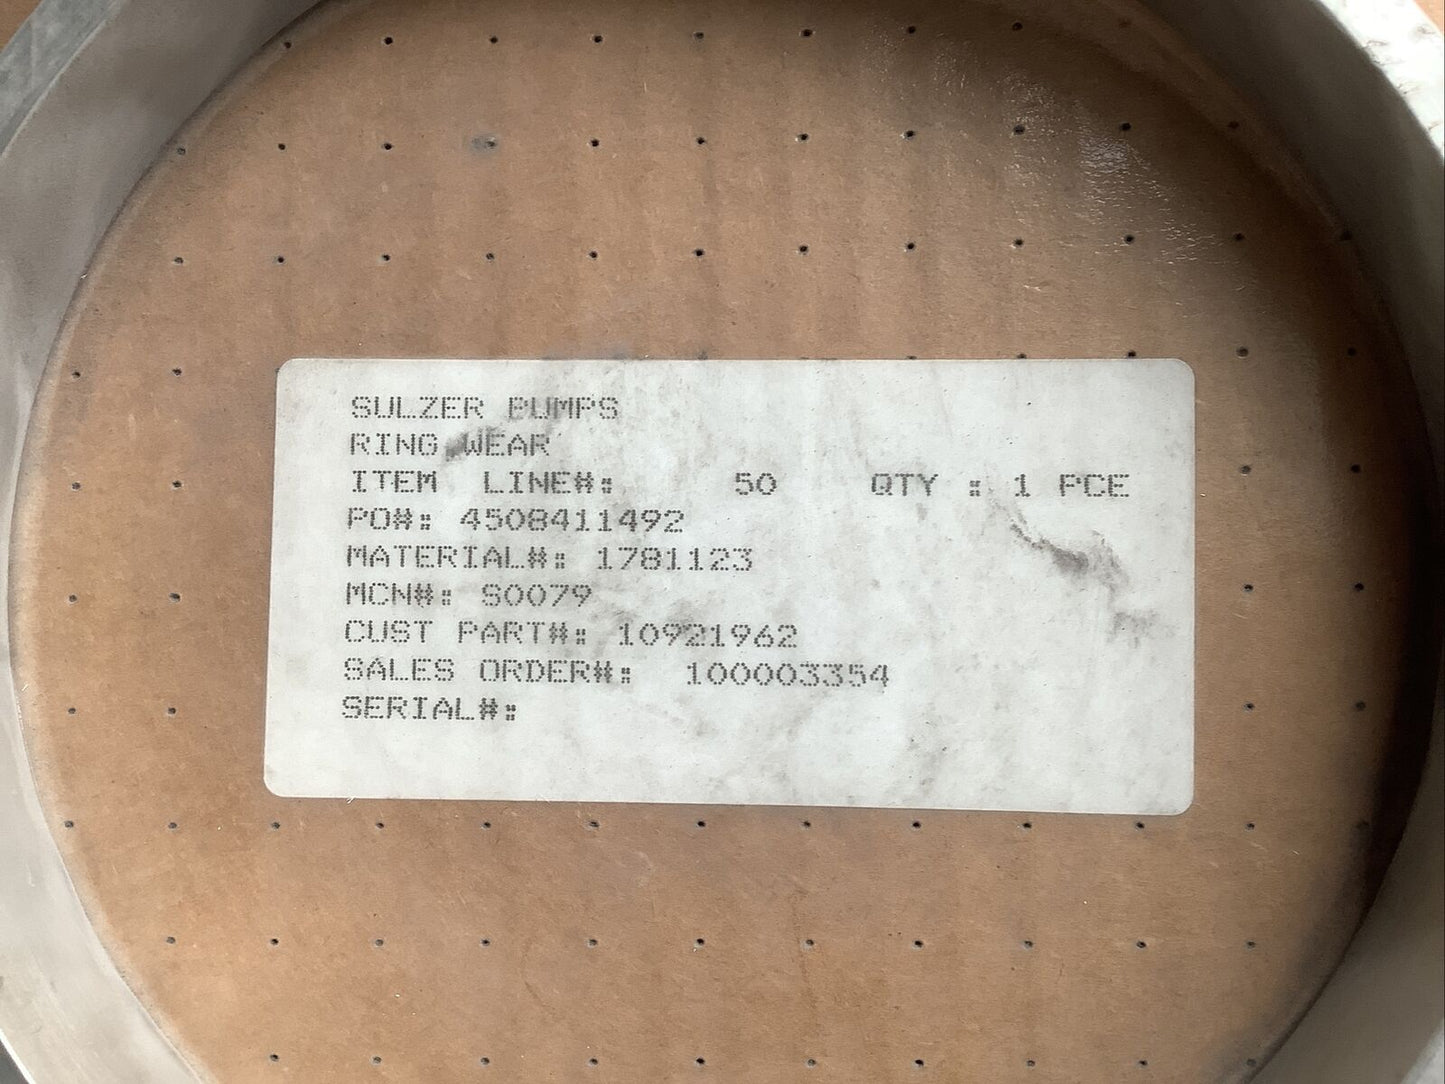 SULZER PUMPS
RING WEAR
ITEM LINE#: 50 QTY : 1 PCE
PO#: 4508411492
MATERIAL#: 1781123
MCN#: S0079
CUST PART#: 10921962
SALES ORDER#: 100003354
SERIAL#: